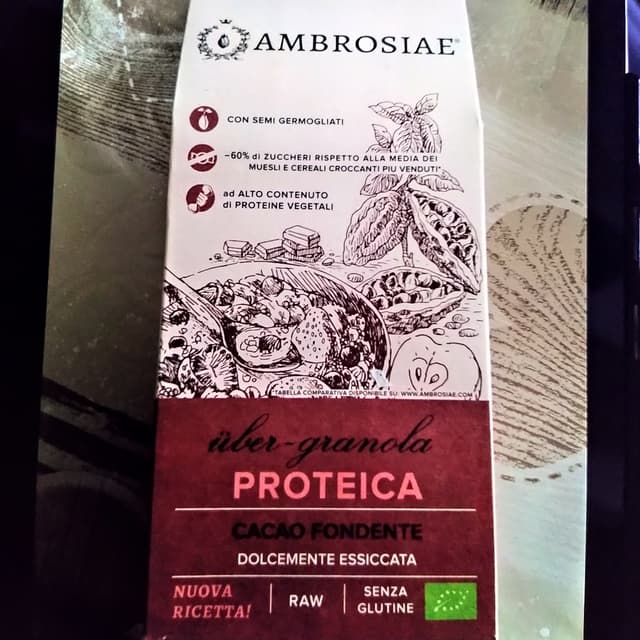 AMBROSIAE®
CON SEMI GERMOGLIATI
-60% di ZUCCHERI RISPETTO ALLA MEDIA DEI
MUESLI E CEREALI CROCCANTI PIU VENDUTI*
ad ALTO CONTENUTO
di PROTEINE VEGETALI
*TABELLA COMPARATIVA DISPONIBILE SU: WWW.AMBROSIAE.COM
über-granola
PROTEICA
CACAO FONDENTE
DOLCEMENTE ESSICCATA
NUOVA
RICETTA!
RAW
SENZA
GLUTINE